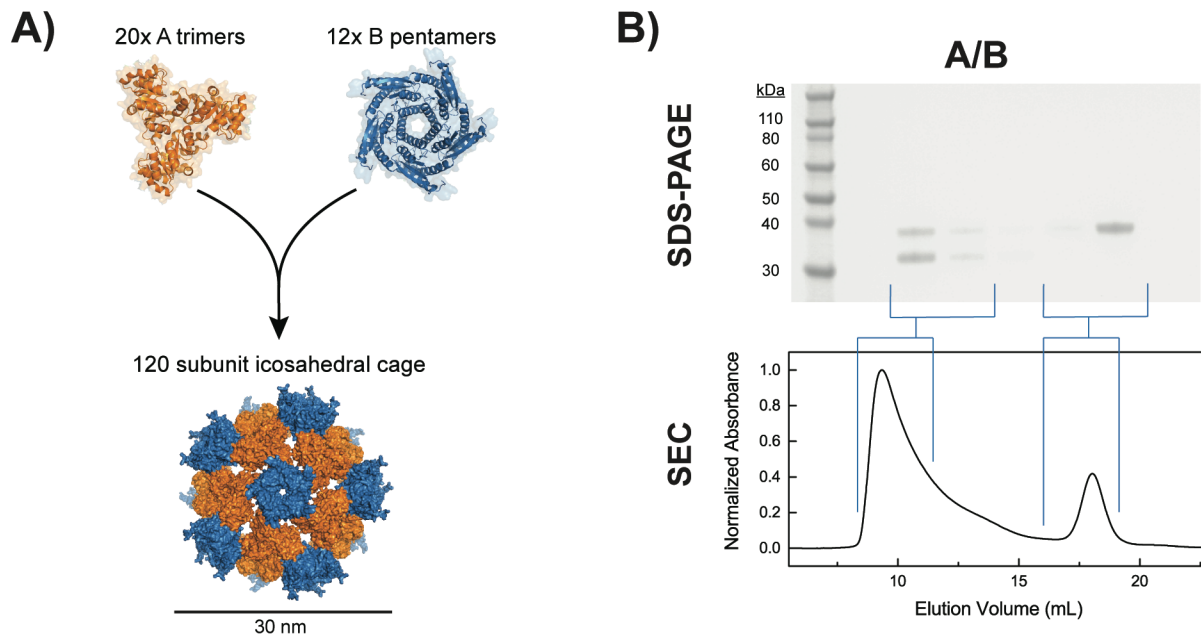 A)
20x A trimers
12x B pentamers
120 subunit icosahedral cage
30 nm
B)
A/B
SDS-PAGE
kDa
110
80
60
50
40
30
SEC
Normalized Absorbance
1.0
0.8
0.6
0.4
0.2
0.0
10
15
20
Elution Volume (mL)